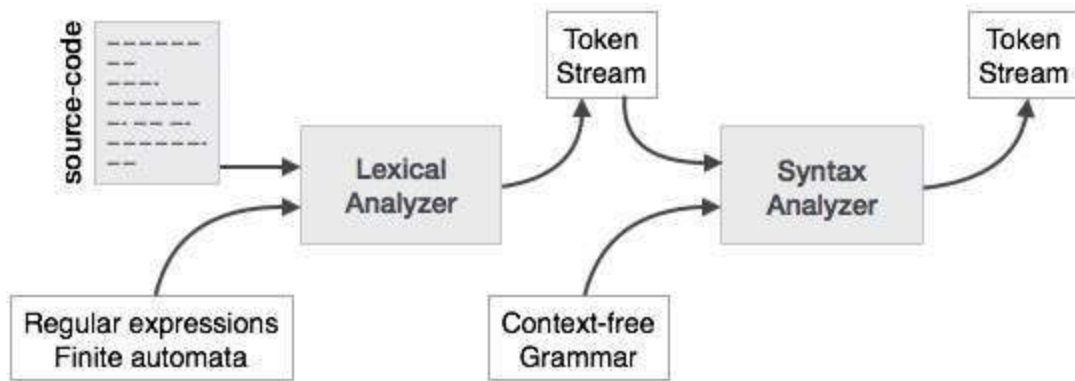 source-code
Token
Stream
Token
Stream
Lexical
Analyzer
Syntax
Analyzer
Regular expressions
Finite automata
Context-free
Grammar